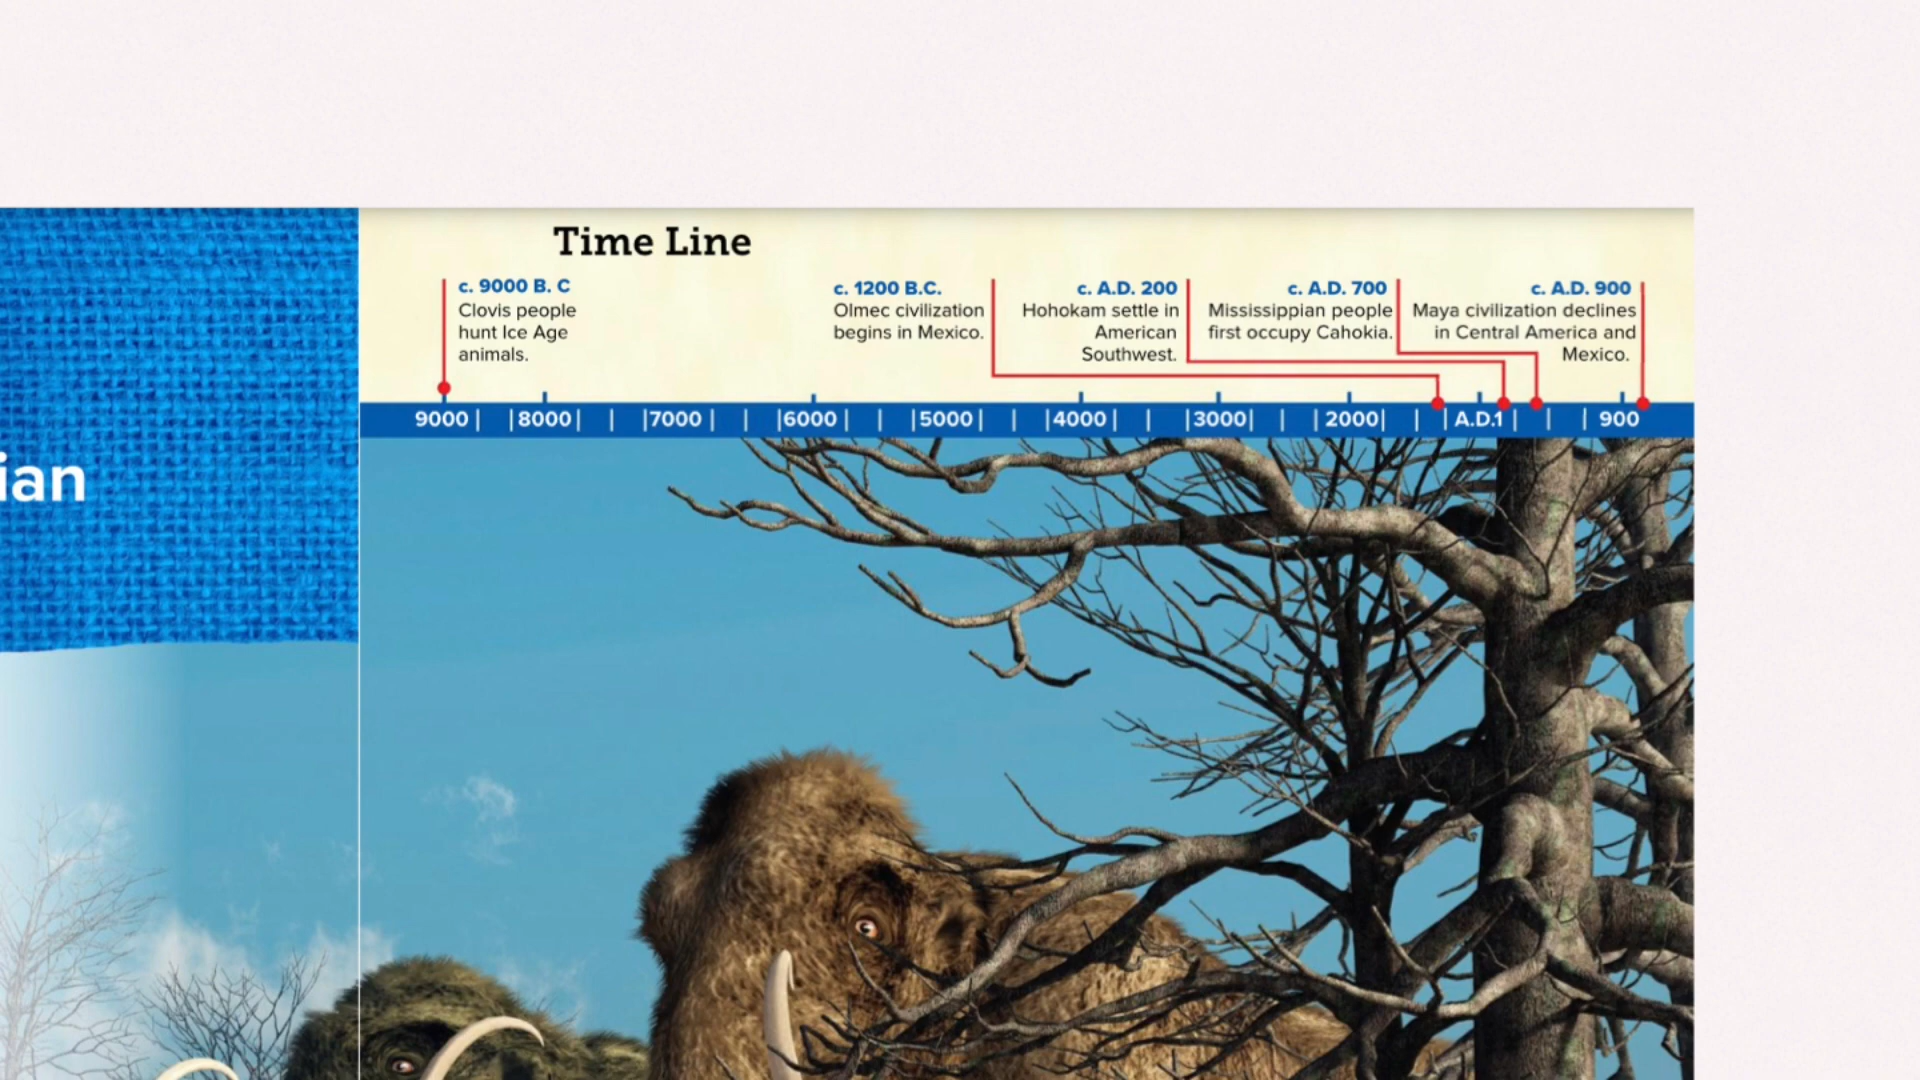 Time Line
c. 9000 B. C
Clovis people
hunt Ice Age
animals.
c. 1200 B.C.
Olmec civilization
begins in Mexico.
c. A.D. 200
Hohokam settle in
American
Southwest.
c. A.D. 700
Mississippian people
first occupy Cahokia.
c. A.D. 900
Maya civilization declines
in Central America and
Mexico.
9000 8000 7000 6000 5000 4000 3000 2000 A.D.1 900
ian